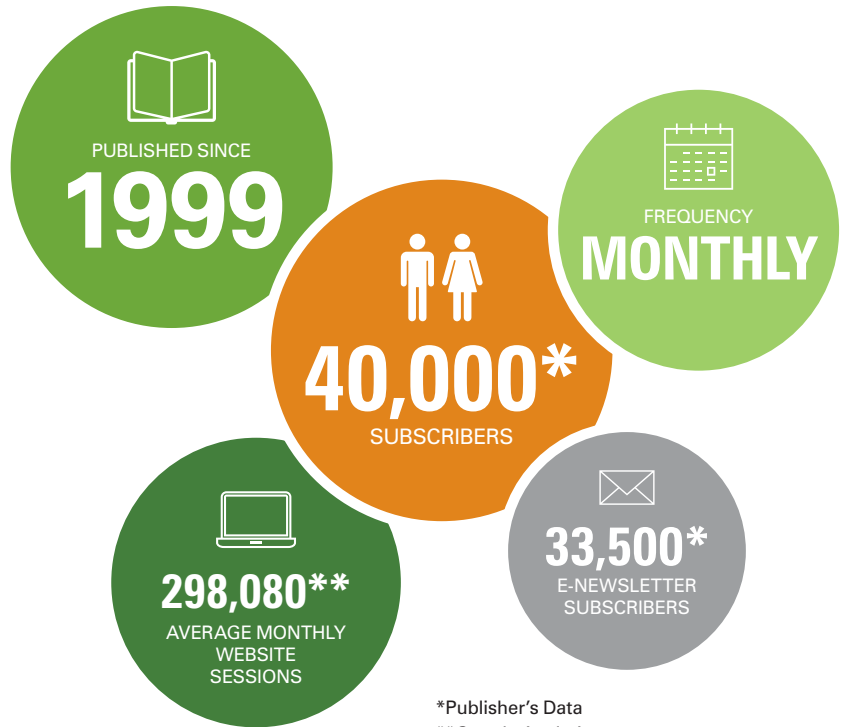 PUBLISHED SINCE
1999
FREQUENCY
MONTHLY
40,000*
SUBSCRIBERS
298,080**
AVERAGE MONTHLY
WEBSITE
SESSIONS
33,500*
E-NEWSLETTER
SUBSCRIBERS
*Publisher's Data